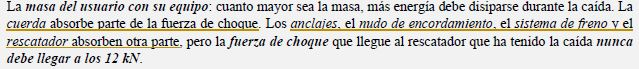 La masa del usuario con su equipo: cuanto mayor sea la masa, más energía debe disiparse durante la caída. La
cuerda absorbe parte de la fuerza de choque. Los anclajes, el nudo de encordamiento, el sistema de freno y el
rescatador absorben otra parte, pero la fuerza de choque que llegue al rescatador que ha tenido la caída nunca
debe llegar a los 12 kN.